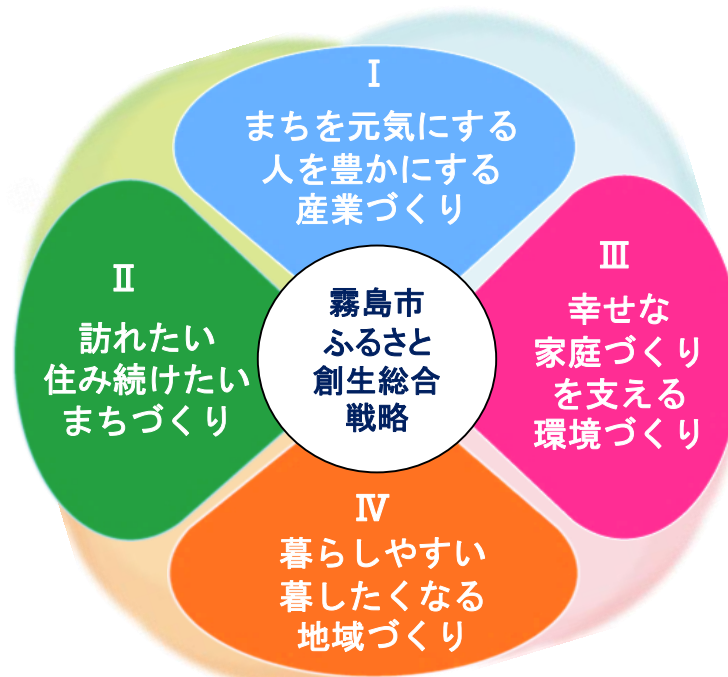 Ⅰ
まちを元気にする
人を豊かにする
産業づくり
Ⅱ
訪れたい
住み続けたい
まちづくり
霧島市
ふるさと
創生総合
戦略
Ⅲ
幸せな
家庭づくり
を支える
環境づくり
Ⅳ
暮らしやすい
暮したくなる
地域づくり